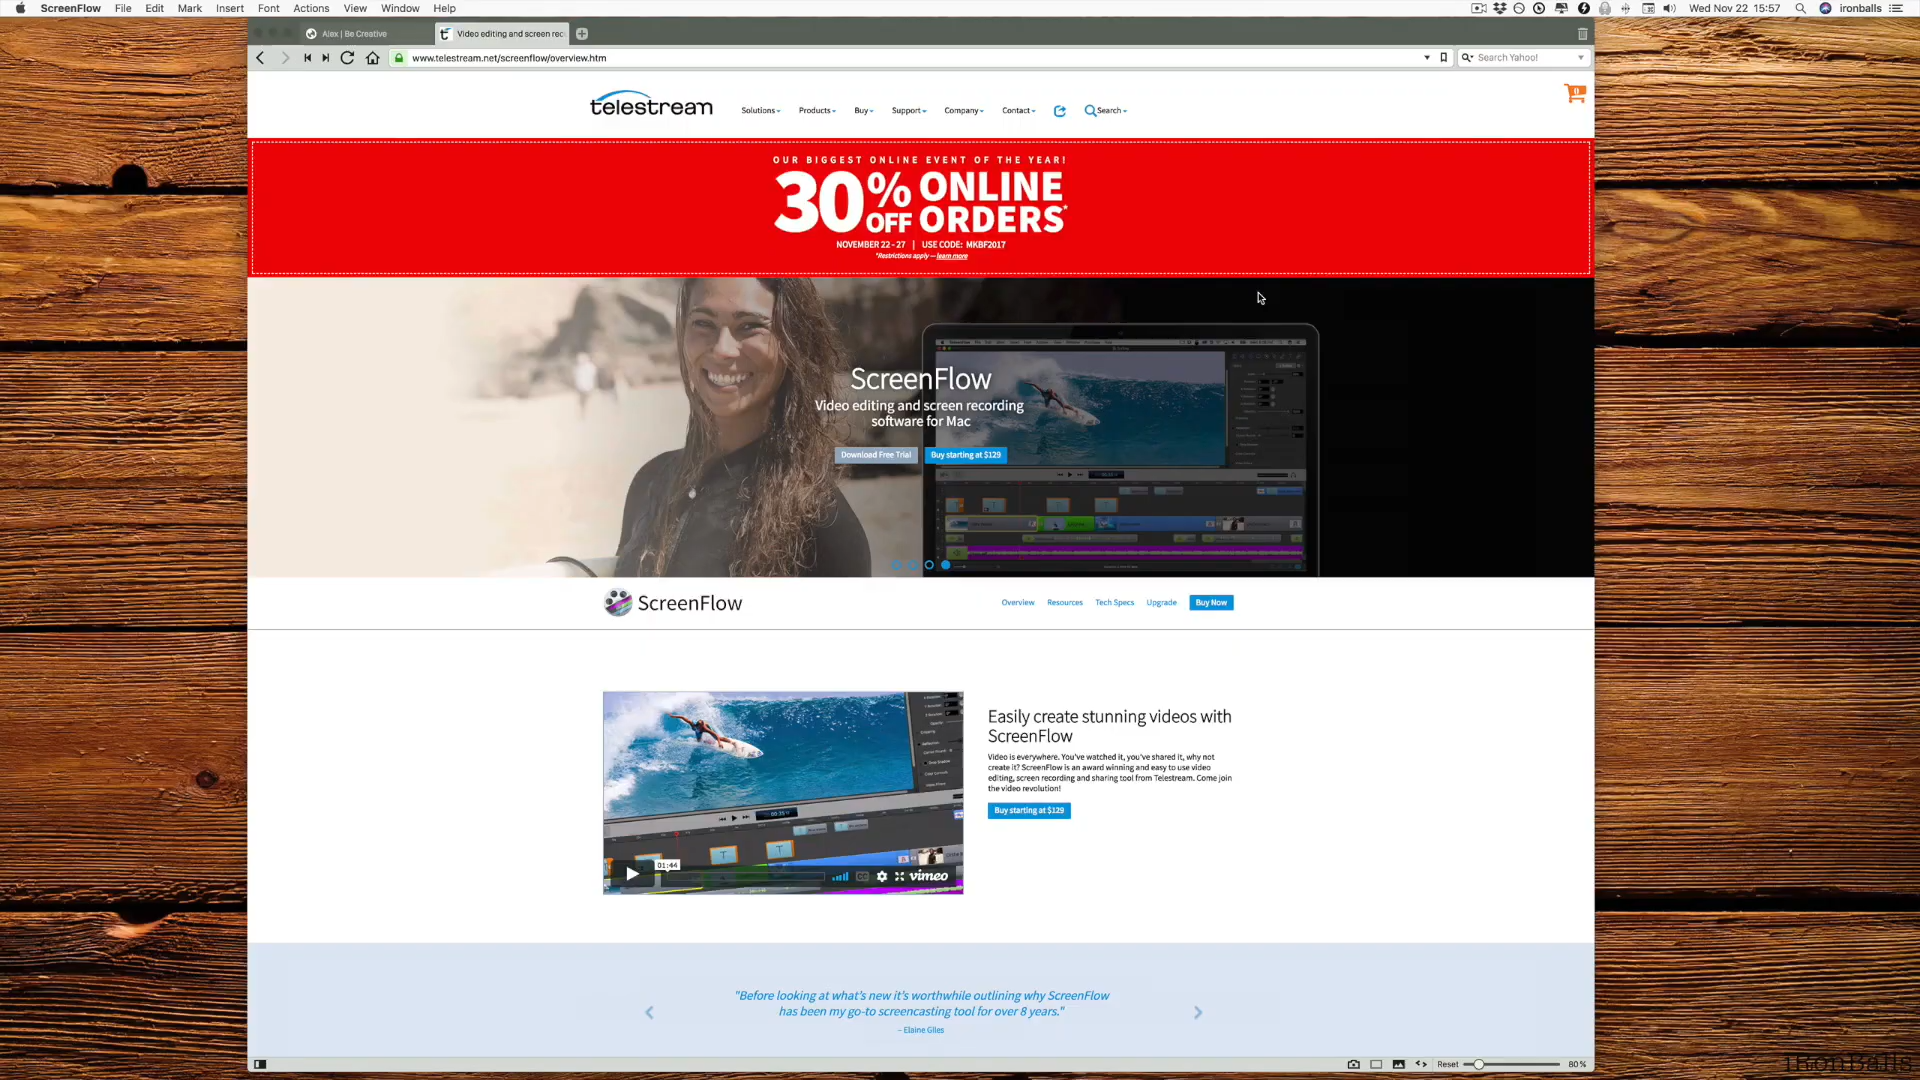 ScreenFlow File Edit Mark Insert Font Actions View Window Help
Wed Nov 22 15:57 ironballs
Alex | Be Creative
Video editing and screen rec
www.telestream.net/screenflow/overview.htm
Search Yahoo!
telestream
Solutions Products Buy Support Company Contact Search
0
OUR BIGGEST ONLINE EVENT OF THE YEAR!
30% OFF ONLINE ORDERS*
NOVEMBER 22 - 27 | USE CODE: MKBF2017
*Restrictions apply — learn more
ScreenFlow
Video editing and screen recording
software for Mac
Download Free Trial Buy starting at $129
ScreenFlow
Overview Resources Tech Specs Upgrade Buy Now
Easily create stunning videos with
ScreenFlow
Video is everywhere. You've watched it, you've shared it, why not
create it? ScreenFlow is an award winning and easy to use video
editing, screen recording and sharing tool from Telestream. Come join
the video revolution!
Buy starting at $129
01:44
CC vimeo
"Before looking at what's new it's worthwhile outlining why ScreenFlow
has been my go-to screencasting tool for over 8 years."
– Elaine Giles
Reset 80 %
iRonBalls